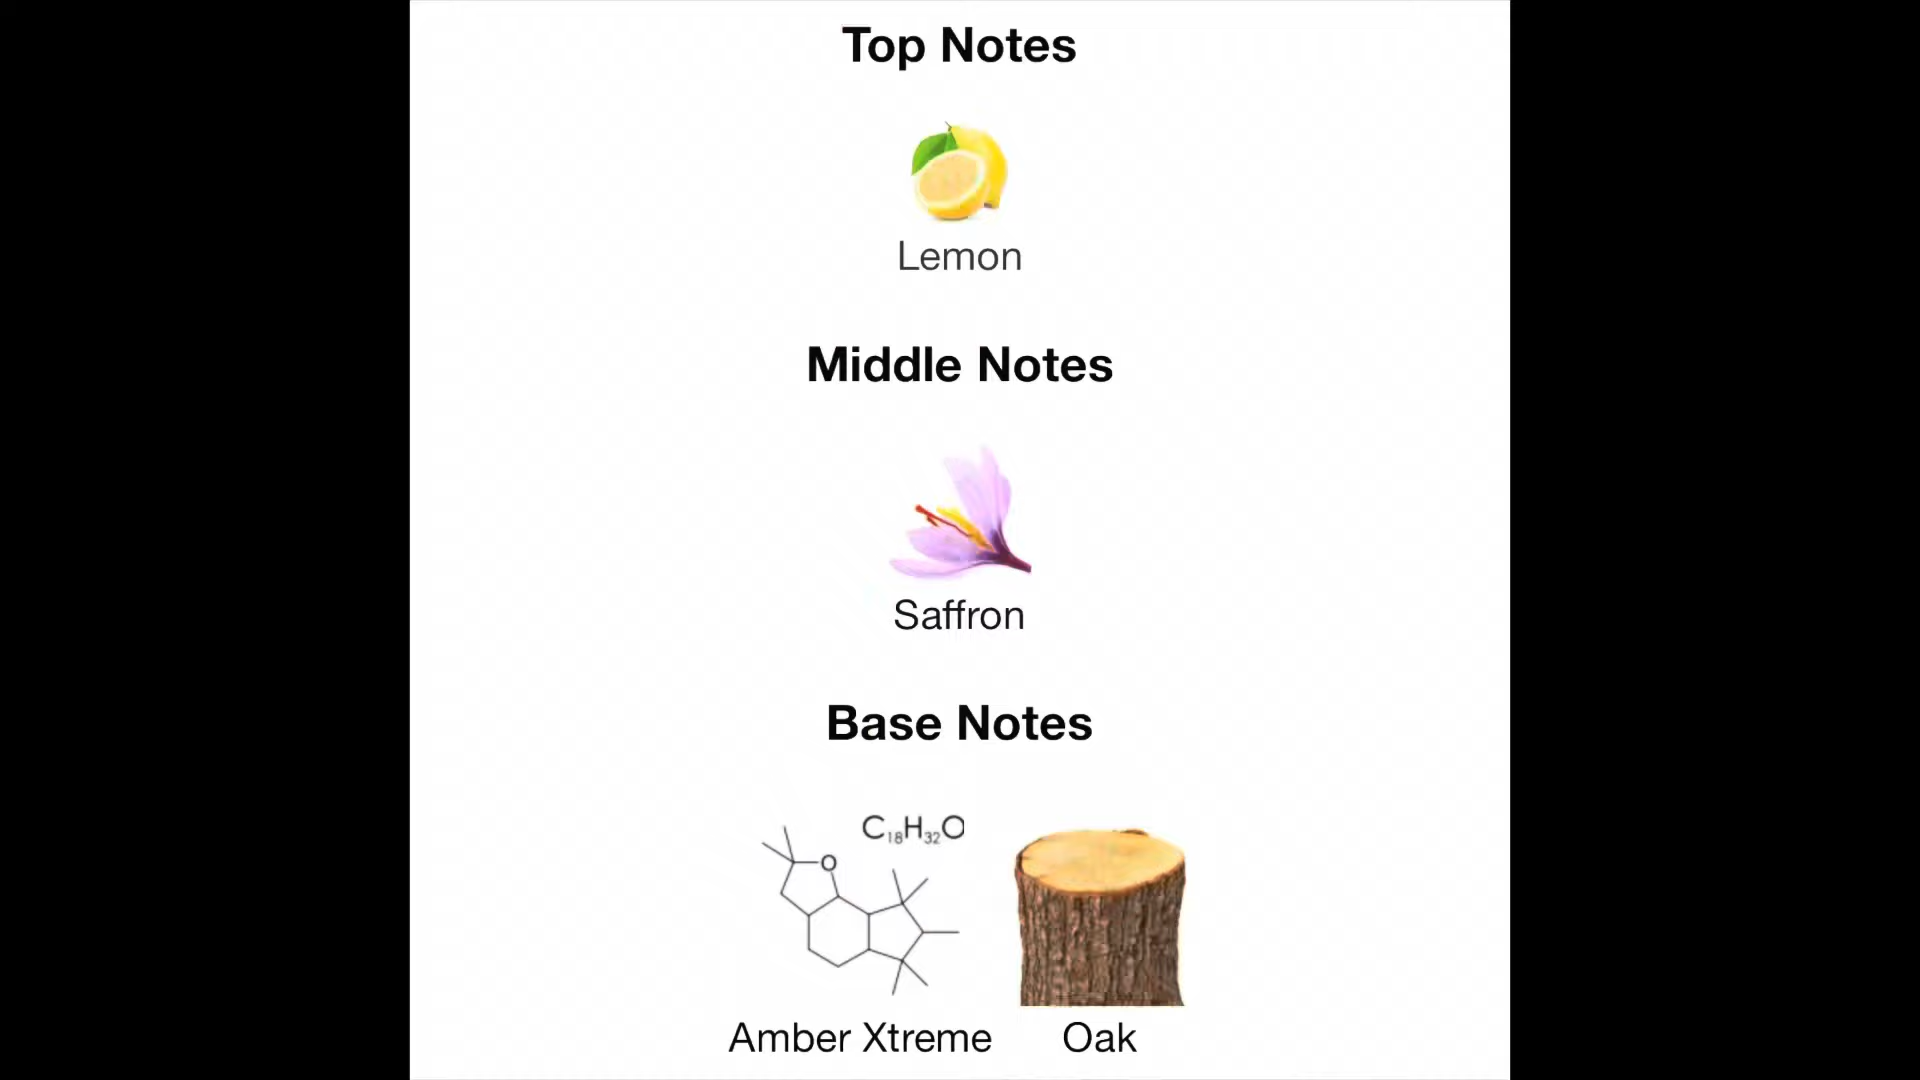 Top Notes
Lemon
Middle Notes
Saffron
Base Notes
C₁₈H₃₂O
O
Amber Xtreme
Oak